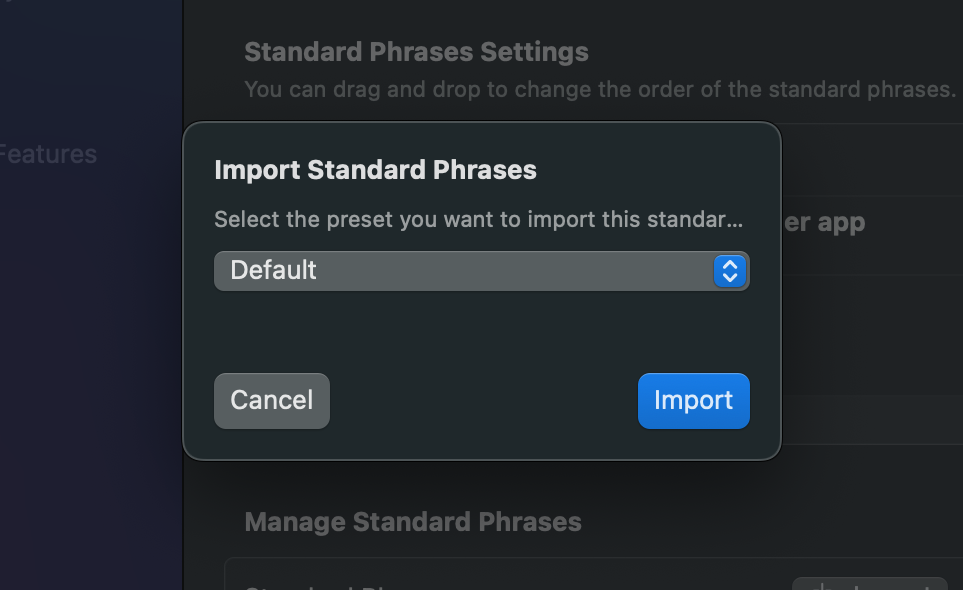 Standard Phrases Settings
You can drag and drop to change the order of the standard phrases.
Features
Import Standard Phrases
Select the preset you want to import this standar...
er app
Default
Cancel
Import
Manage Standard Phrases